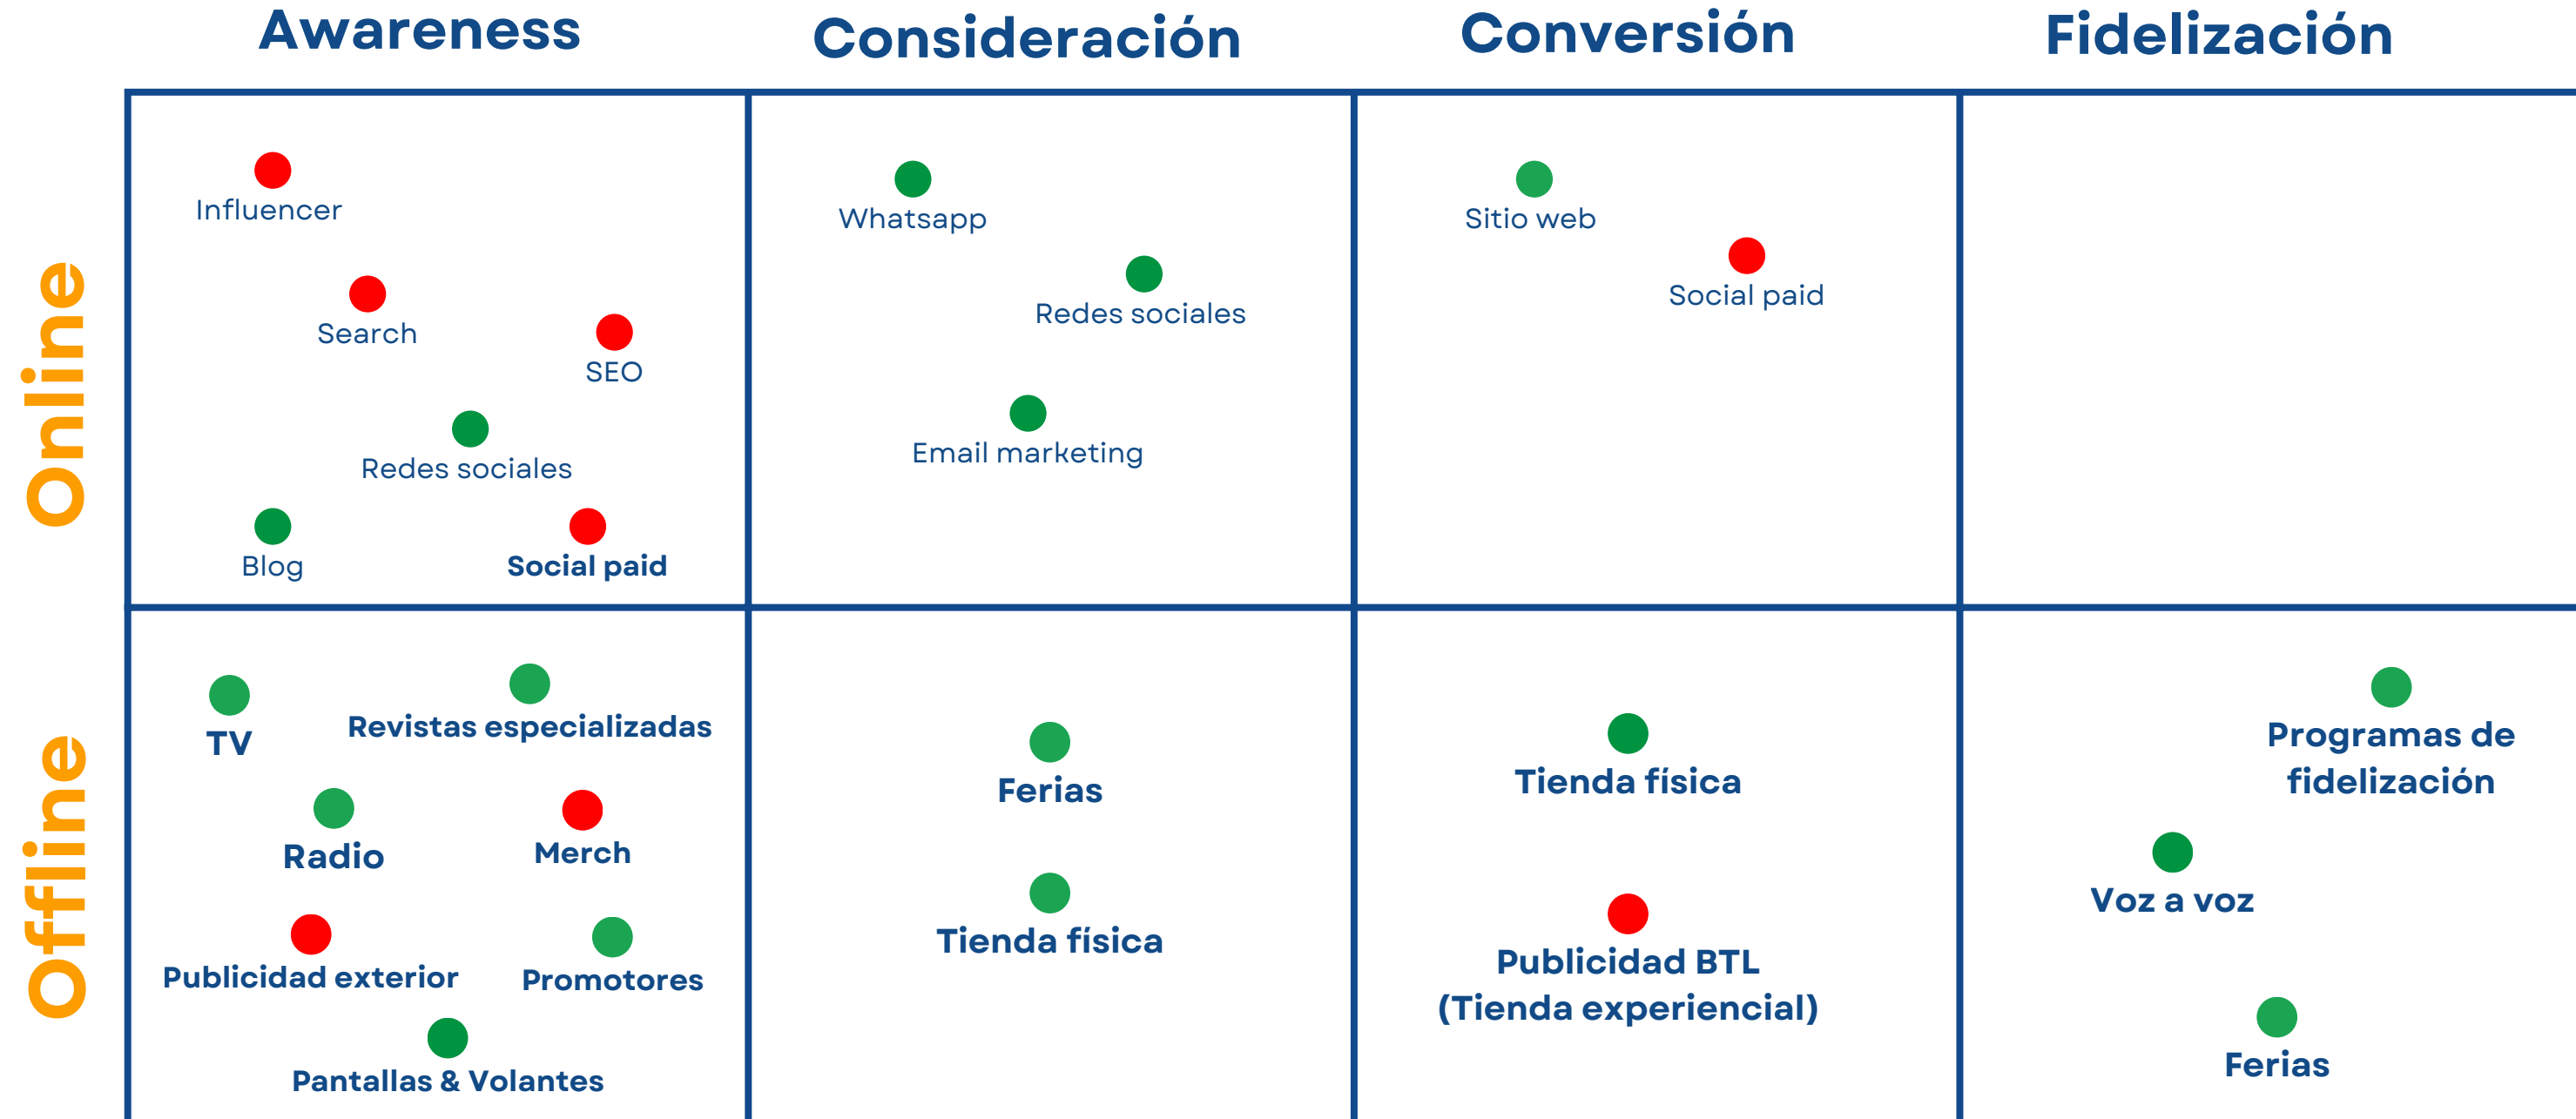 Awareness
Consideración
Conversión
Fidelización
Online
Influencer
Search
SEO
Redes sociales
Blog
Social paid
Whatsapp
Redes sociales
Email marketing
Sitio web
Social paid
Offline
TV
Revistas especializadas
Radio
Merch
Publicidad exterior
Promotores
Pantallas & Volantes
Ferias
Tienda física
Tienda física
Publicidad BTL
(Tienda experiencial)
Programas de
fidelización
Voz a voz
Ferias